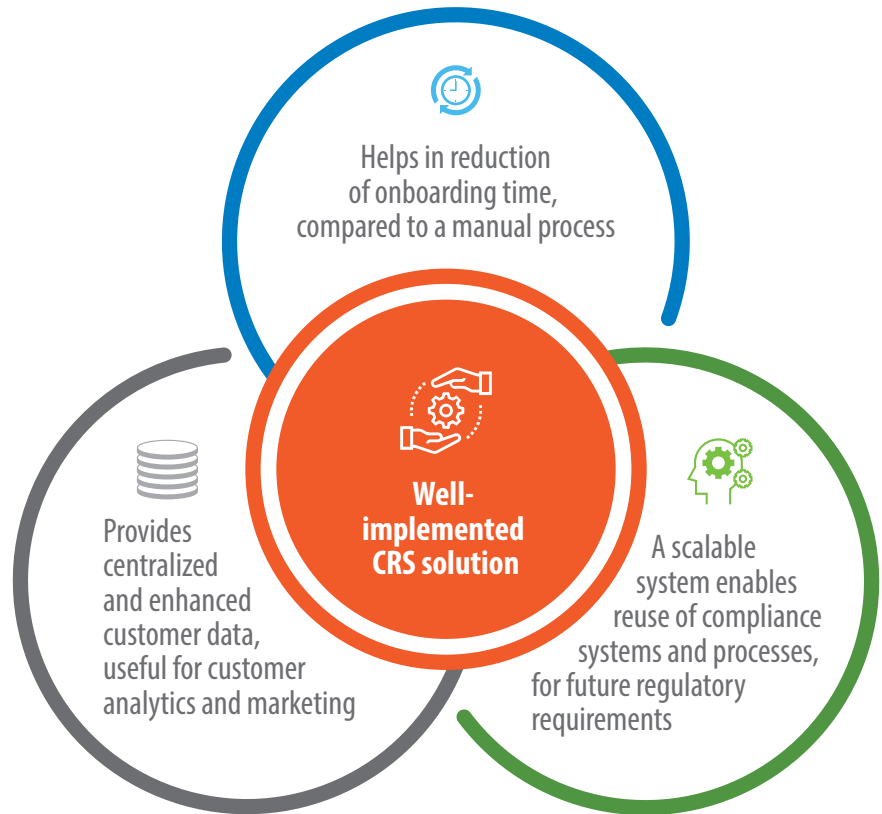 Helps in reduction
of onboarding time,
compared to a manual process
Well-
implemented
CRS solution
Provides
centralized
and enhanced
customer data,
useful for customer
analytics and marketing
A scalable
system enables
reuse of compliance
systems and processes,
for future regulatory
requirements